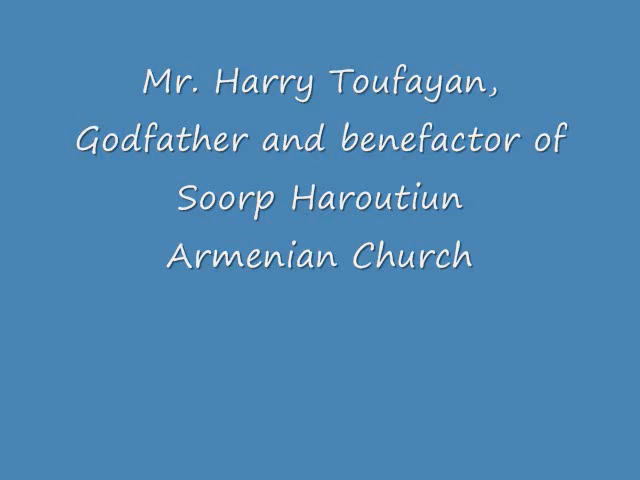 Mr. Harry Toufayan,
Godfather and benefactor of
Soorp Haroutiun
Armenian Church